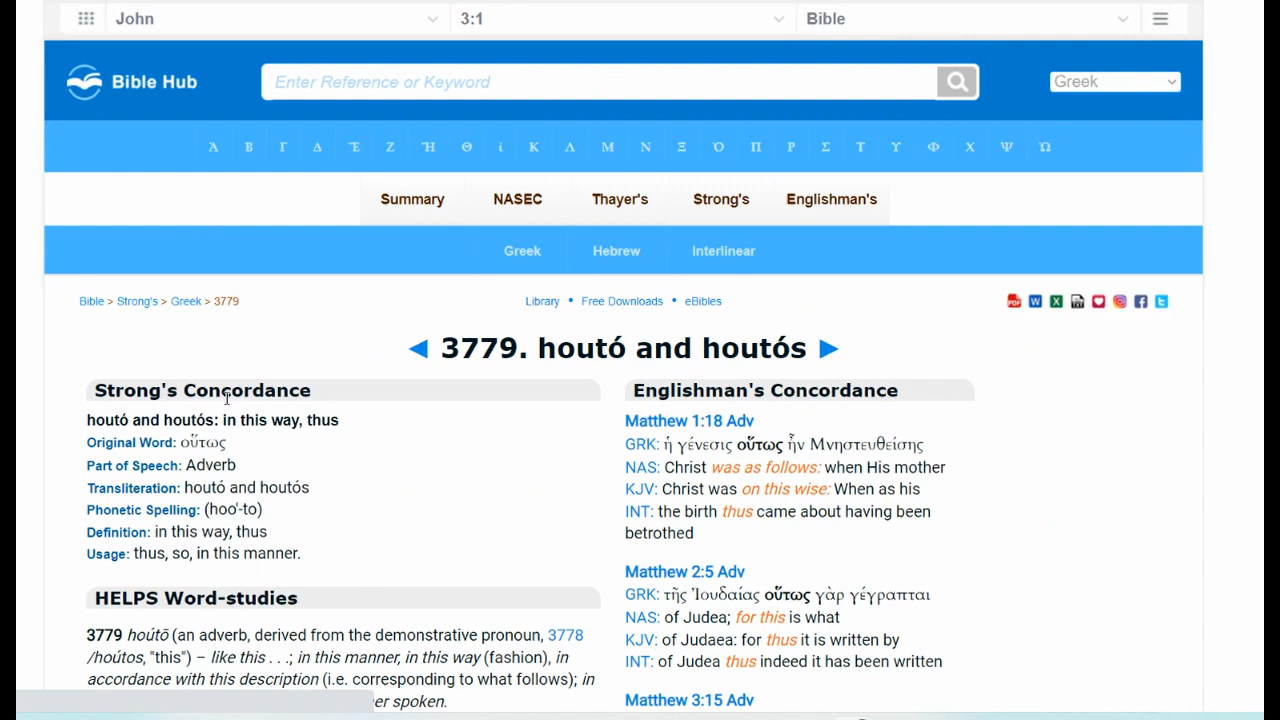 John 3:1 Bible
Bible Hub Enter Reference or Keyword Greek
Α Β Γ Δ Ἐ Ζ Ἡ Θ ἰ Κ Λ Μ Ν Ξ Ὀ Π Ρ Σ Τ Υ Φ Χ Ψ Ω
Summary NASEC Thayer's Strong's Englishman's
Greek Hebrew Interlinear
Bible > Strong's > Greek > 3779
Library • Free Downloads • eBibles
◄ 3779. houtó and houtós ►
Strong's Concordance
houtó and houtós: in this way, thus
Original Word: οὕτως
Part of Speech: Adverb
Transliteration: houtó and houtós
Phonetic Spelling: (hoo'-to)
Definition: in this way, thus
Usage: thus, so, in this manner.
HELPS Word-studies
3779 hoútō (an adverb, derived from the demonstrative pronoun, 3778
/hoútos, "this") – like this . . .; in this manner, in this way (fashion), in
accordance with this description (i.e. corresponding to what follows); in
spoken.
Englishman's Concordance
Matthew 1:18 Adv
GRK: ἡ γένεσις οὕτως ἦν Μνηστευθείσης
NAS: Christ was as follows: when His mother
KJV: Christ was on this wise: When as his
INT: the birth thus came about having been
betrothed
Matthew 2:5 Adv
GRK: τῆς Ἰουδαίας οὕτως γὰρ γέγραπται
NAS: of Judea; for this is what
KJV: of Judaea: for thus it is written by
INT: of Judea thus indeed it has been written
Matthew 3:15 Adv